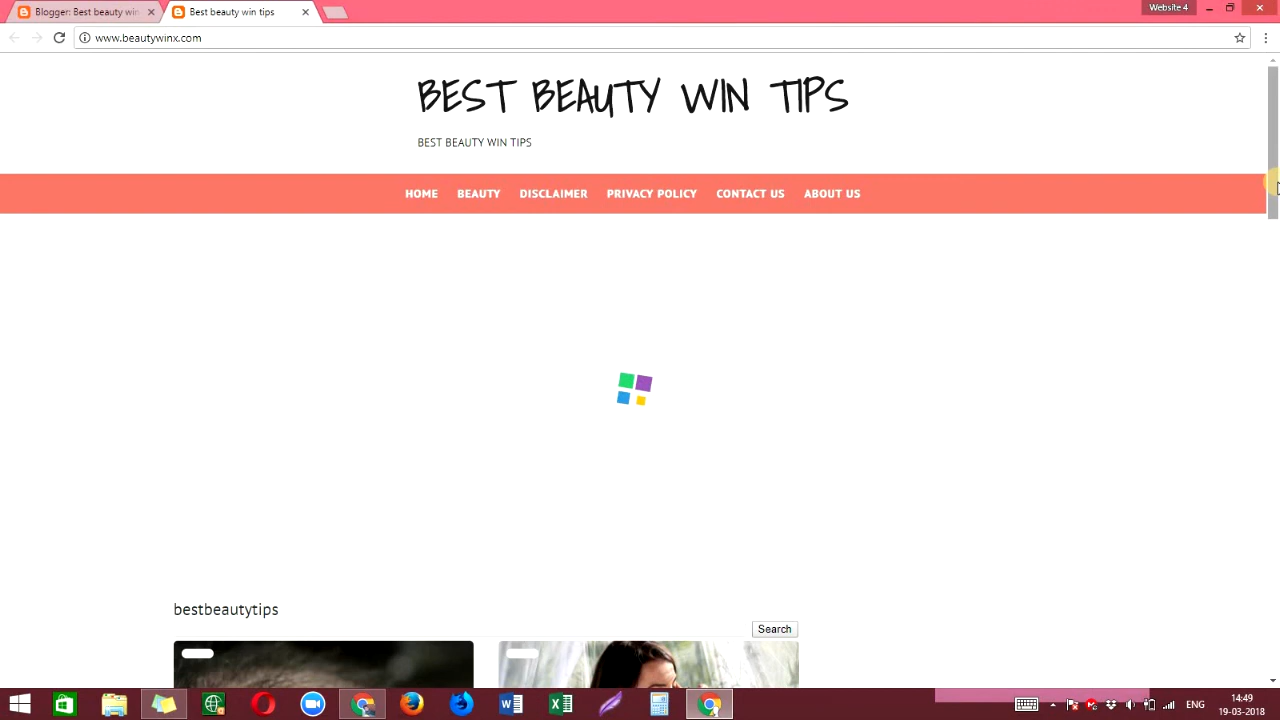 Blogger: Best beauty win
Best beauty win tips
Website 4
www.beautywinx.com
BEST BEAUTY WIN TIPS
BEST BEAUTY WIN TIPS
HOME BEAUTY DISCLAIMER PRIVACY POLICY CONTACT US ABOUT US
bestbeautytips
Search
ENG
14:49
19-03-2018